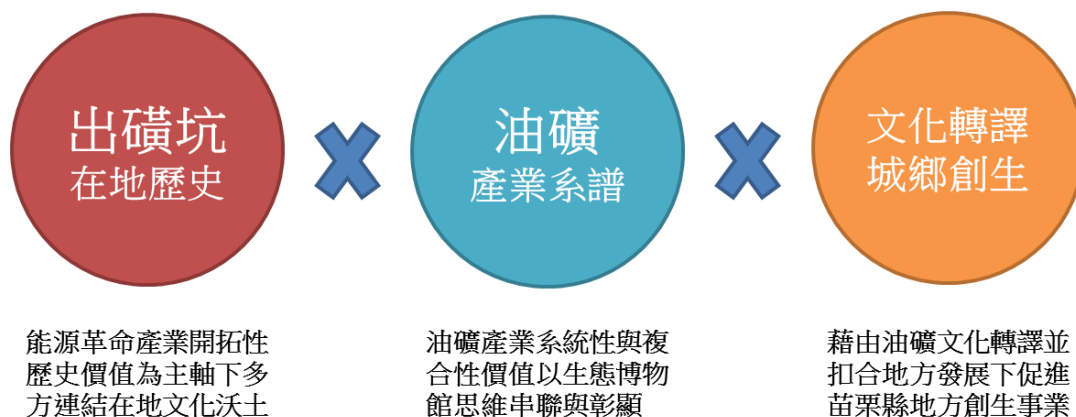 出磺坑
在地歷史
油礦
產業系譜
文化轉譯
城鄉創生
能源革命產業開拓性
歷史價值為主軸下多
方連結在地文化沃土
油礦產業系統性與複
合性價值以生態博物
館思維串聯與彰顯
藉由油礦文化轉譯並
扣合地方發展下促進
苗栗縣地方創生事業